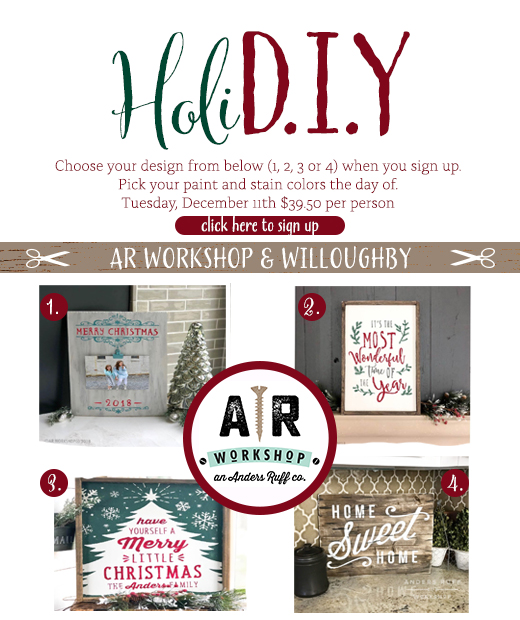 HoliD.I.Y
Choose your design from below (1, 2, 3 or 4) when you sign up.
Pick your paint and stain colors the day of.
Tuesday, December 11th $39.50 per person
click here to sign up
AR WORKSHOP & WILLOUGHBY
1.
MERRY CHRISTMAS
2018
2.
IT'S THE
MOST
Wonderful
Time OF
THE Year
AR
WORKSHOP
an Anders Ruff co.
3.
have
YOURSELF A
Merry
LITTLE
CHRISTMAS
THE Anders FAMILY
4.
HOME
Sweet
HOME
ANDERS RUFF